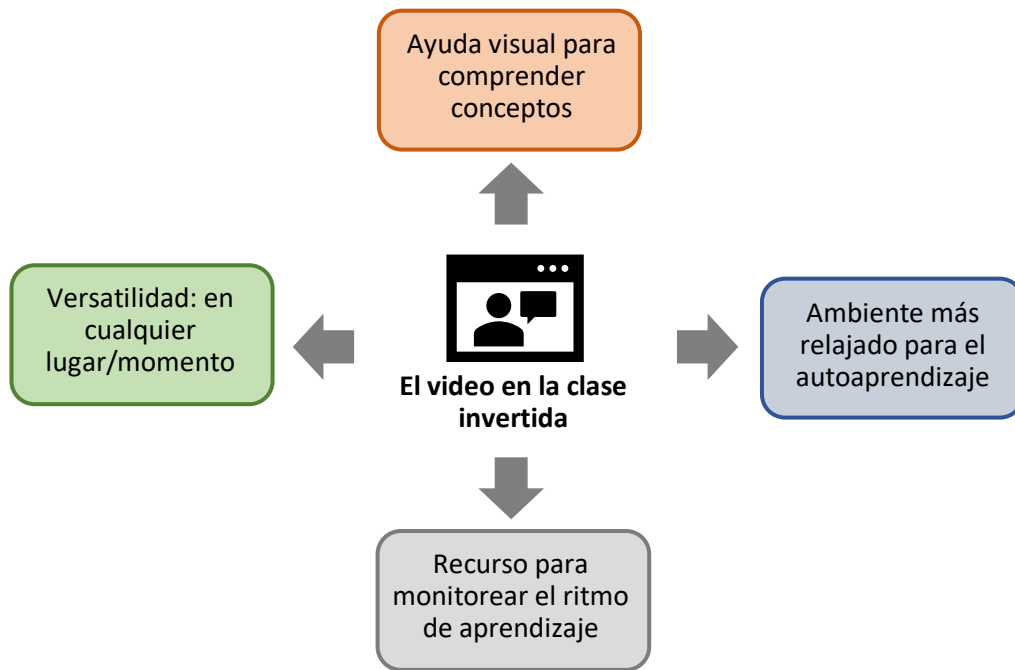 Ayuda visual para
comprender
conceptos
Versatilidad: en
cualquier
lugar/momento
El video en la clase
invertida
Ambiente más
relajado para el
autoaprendizaje
Recurso para
monitorear el ritmo
de aprendizaje